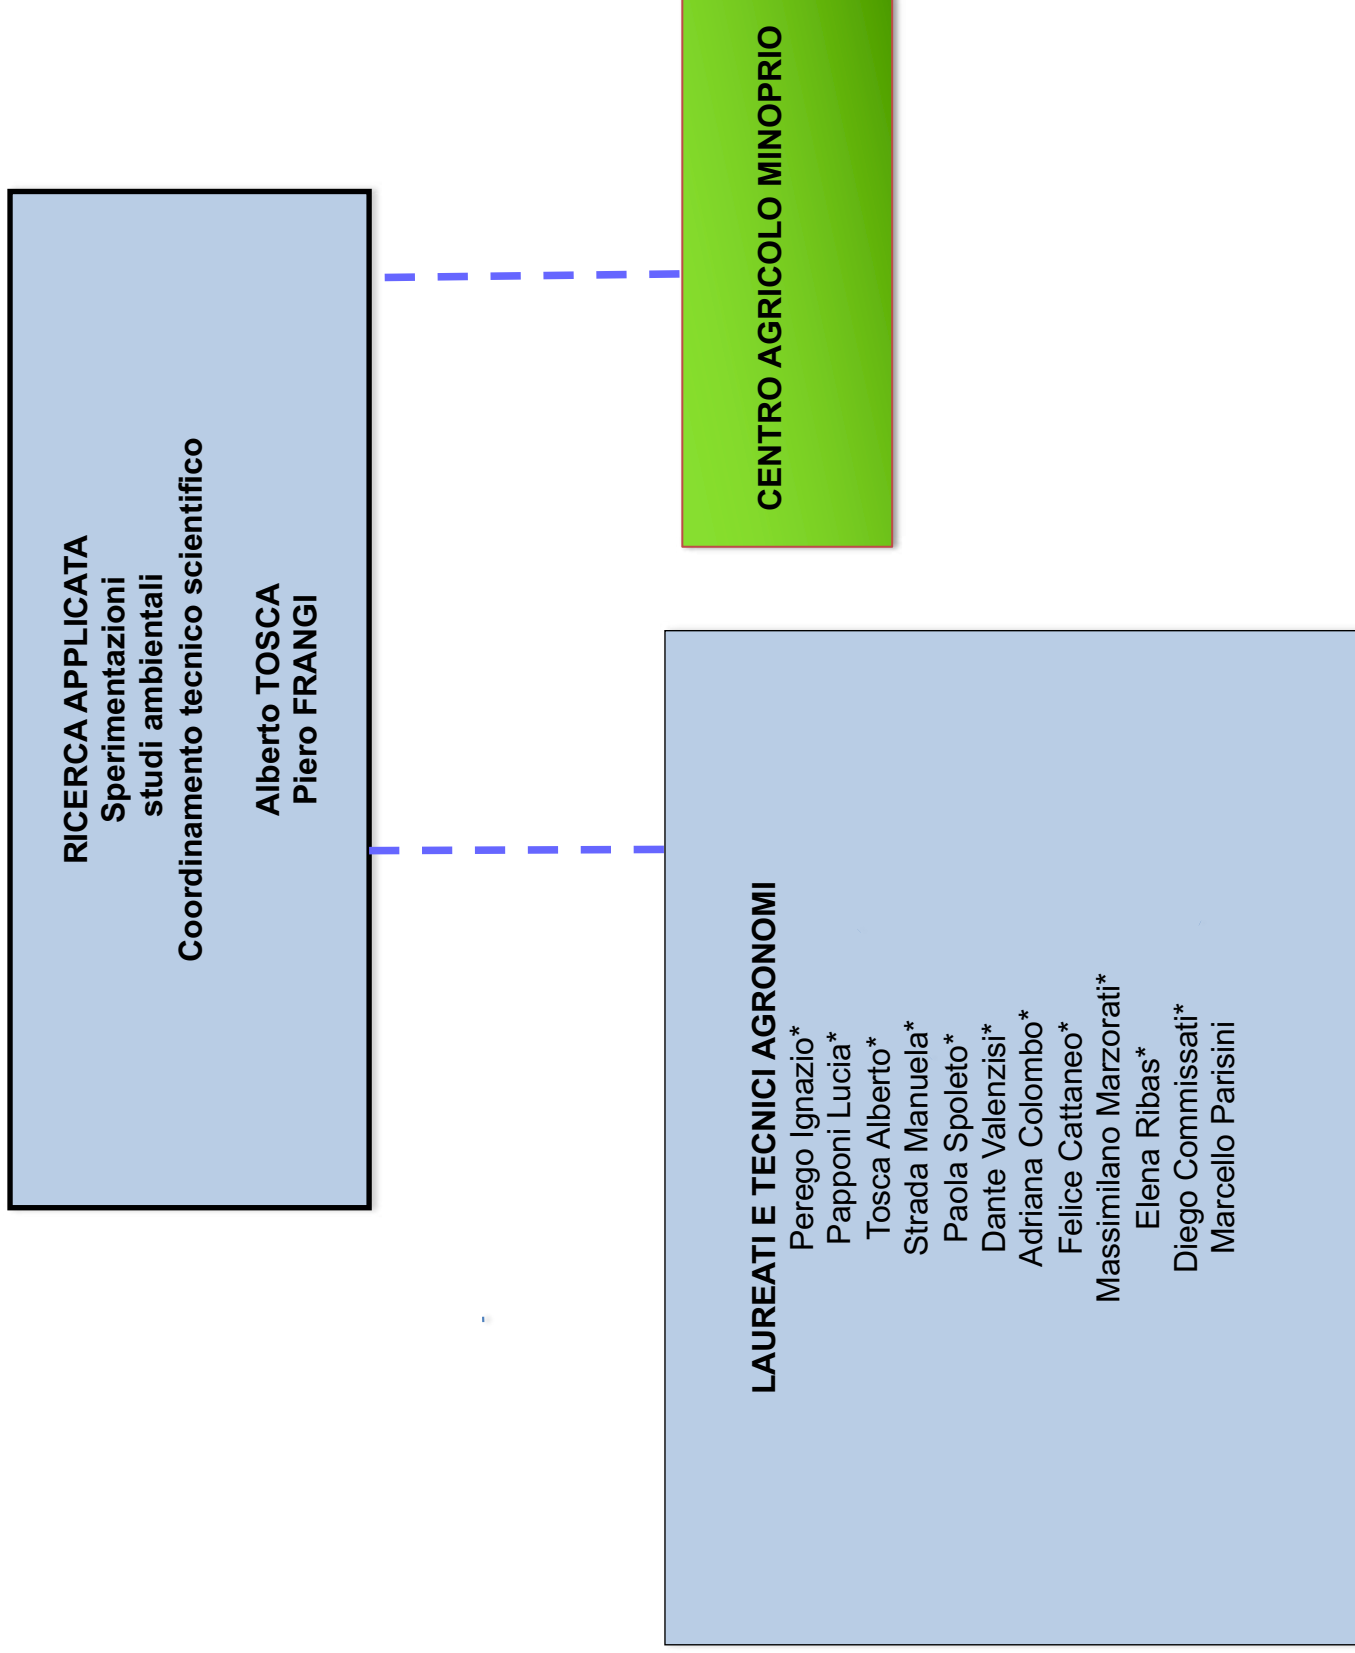 RICERCA APPLICATA
Sperimentazioni
studi ambientali
Coordinamento tecnico scientifico
Alberto TOSCA
Piero FRANGI
LAUREATI E TECNICI AGRONOMI
Perego Ignazio*
Papponi Lucia*
Tosca Alberto*
Strada Manuela*
Paola Spoleto*
Dante Valenzisi*
Adriana Colombo*
Felice Cattaneo*
Massimilano Marzorati*
Elena Ribas*
Diego Commissati*
Marcello Parisini
CENTRO AGRICOLO MINOPRIO